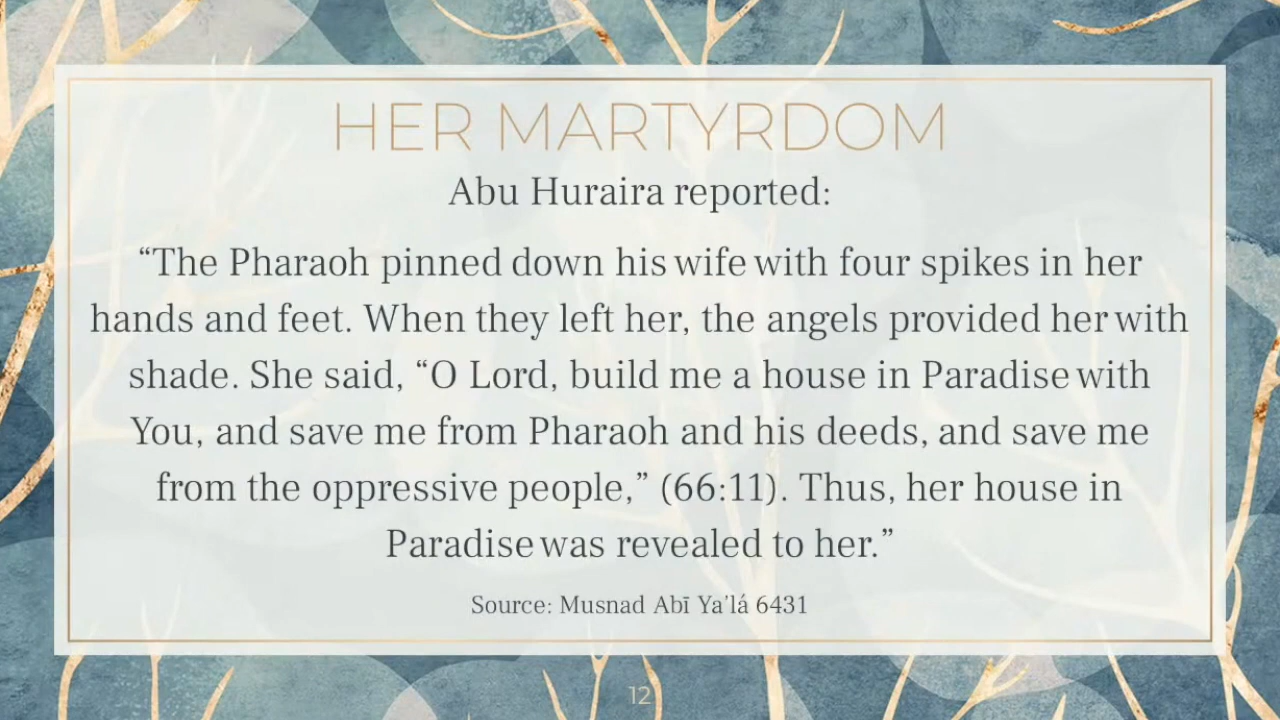 HER MARTYRDOM
Abu Huraira reported:
“The Pharaoh pinned down his wife with four spikes in her
hands and feet. When they left her, the angels provided her with
shade. She said, “O Lord, build me a house in Paradise with
You, and save me from Pharaoh and his deeds, and save me
from the oppressive people,” (66:11). Thus, her house in
Paradise was revealed to her.”
Source: Musnad Abī Ya’lá 6431
12